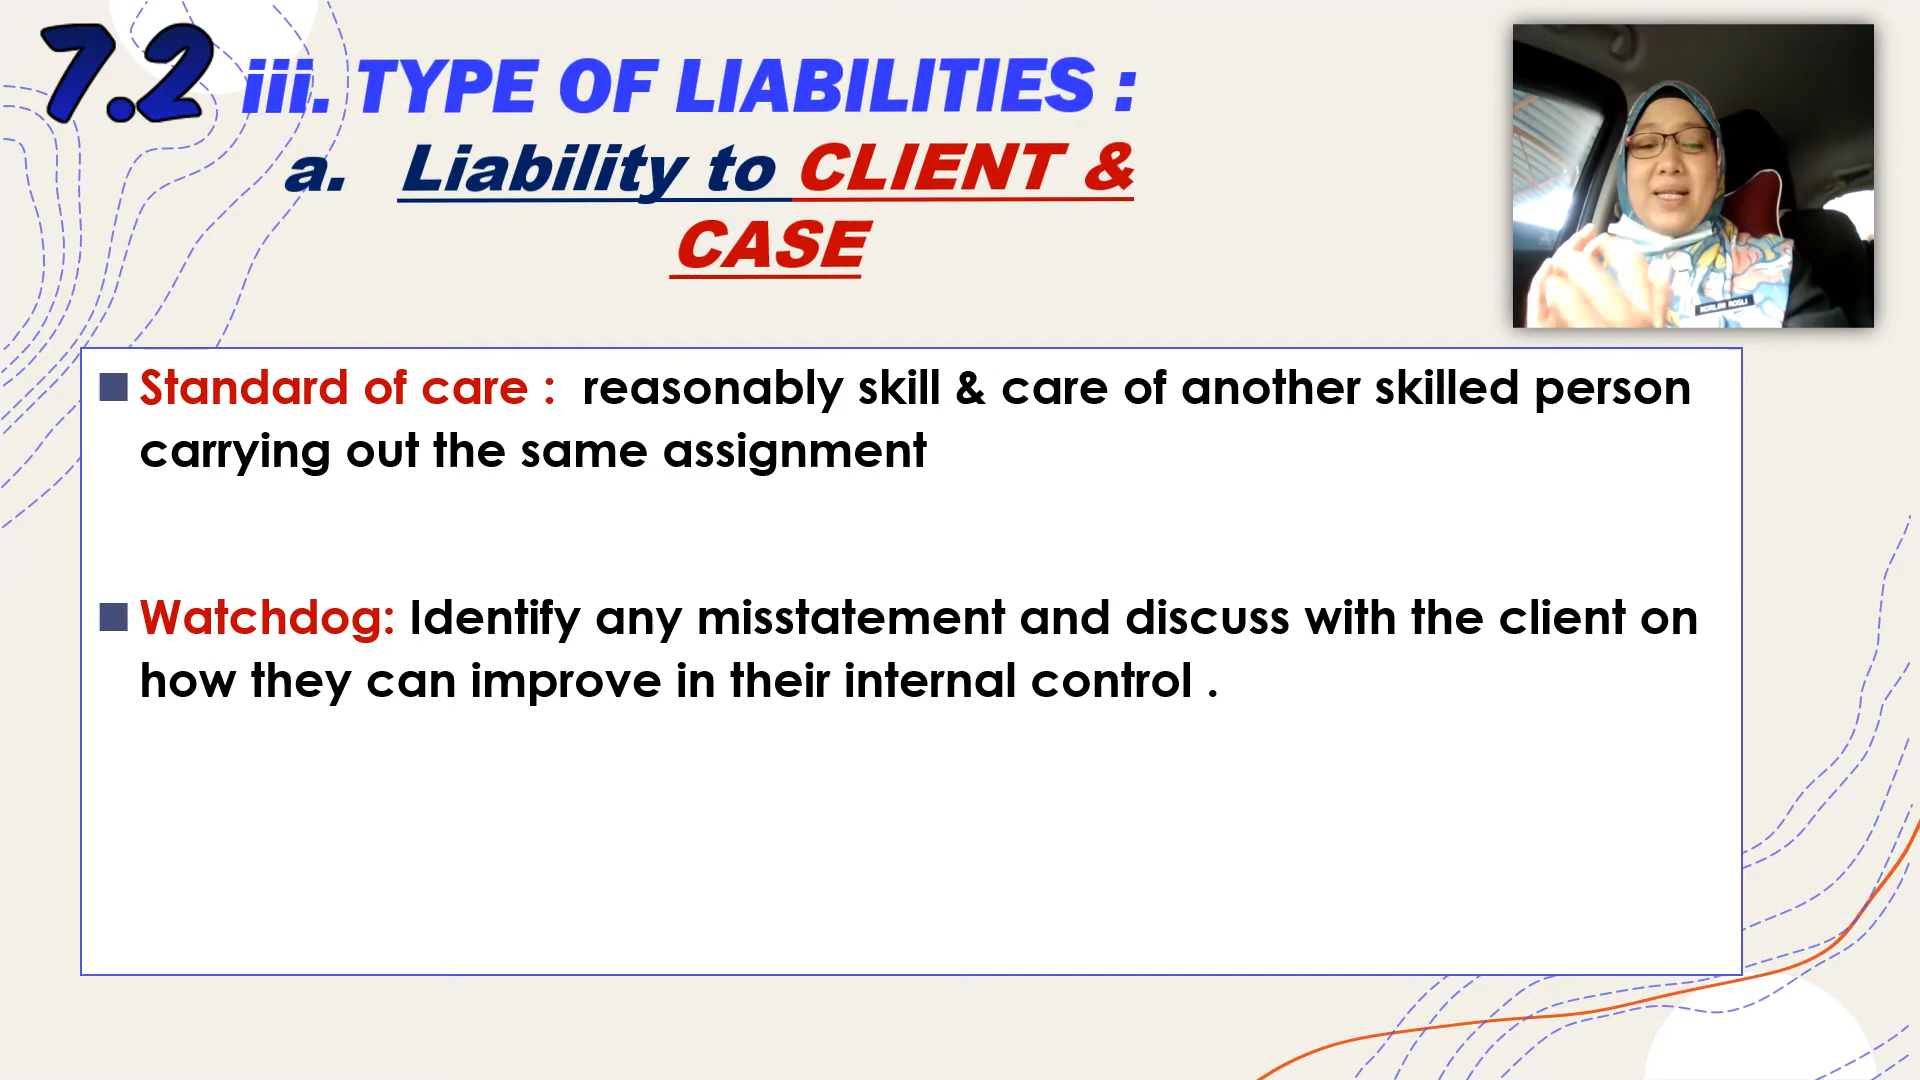 7.2 iii. TYPE OF LIABILITIES :
a. Liability to CLIENT &
CASE
Standard of care : reasonably skill & care of another skilled person
carrying out the same assignment
Watchdog: Identify any misstatement and discuss with the client on
how they can improve in their internal control .